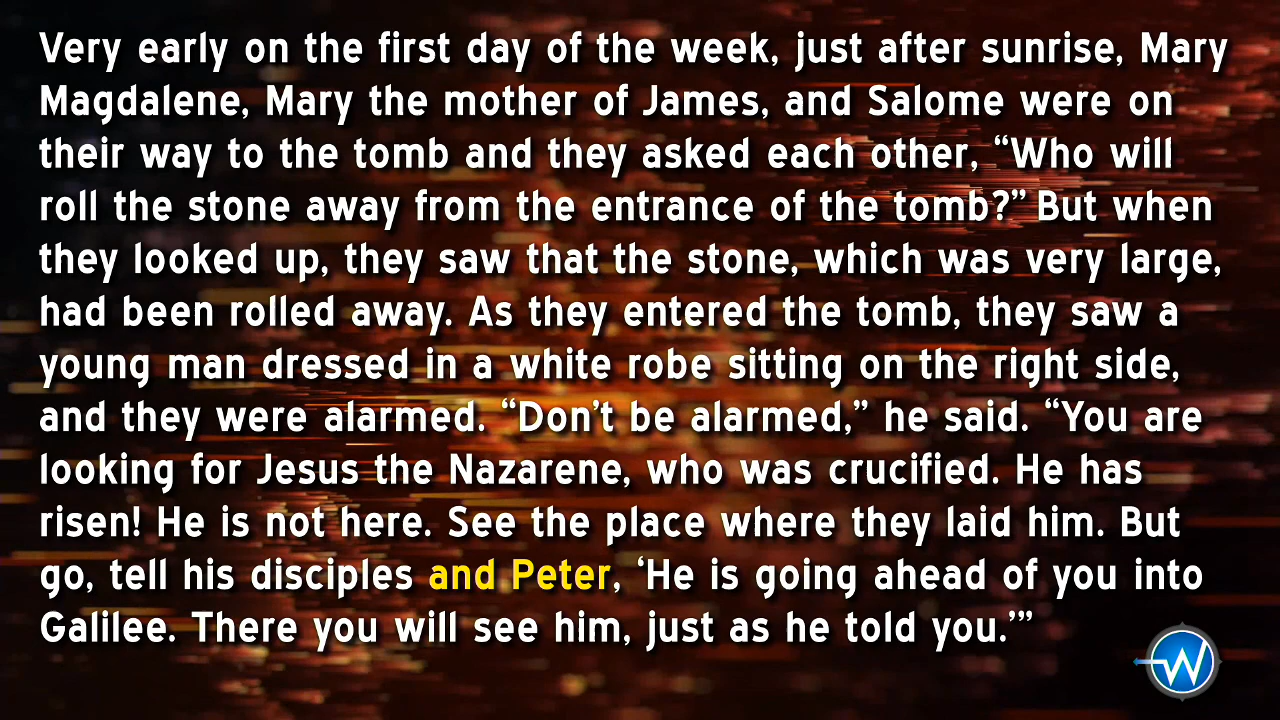 Very early on the first day of the week, just after sunrise, Mary
Magdalene, Mary the mother of James, and Salome were on
their way to the tomb and they asked each other, “Who will
roll the stone away from the entrance of the tomb?” But when
they looked up, they saw that the stone, which was very large,
had been rolled away. As they entered the tomb, they saw a
young man dressed in a white robe sitting on the right side,
and they were alarmed. “Don’t be alarmed,” he said. “You are
looking for Jesus the Nazarene, who was crucified. He has
risen! He is not here. See the place where they laid him. But
go, tell his disciples and Peter, ‘He is going ahead of you into
Galilee. There you will see him, just as he told you.’”
W